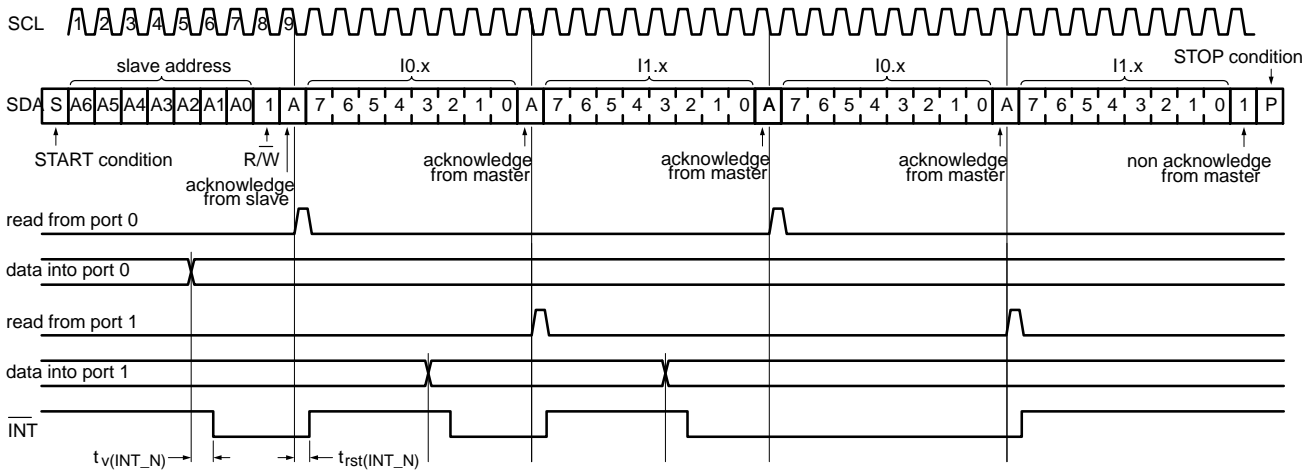 SCL 1 2 3 4 5 6 7 8 9
STOP condition
slave address I0.x I1.x I0.x I1.x
SDA S A6 A5 A4 A3 A2 A1 A0 1 A 7 6 5 4 3 2 1 0 A 7 6 5 4 3 2 1 0 A 7 6 5 4 3 2 1 0 A 7 6 5 4 3 2 1 0 1 P
START condition R/W acknowledge from master acknowledge from master acknowledge from master non acknowledge from master
acknowledge from slave
read from port 0
data into port 0
read from port 1
data into port 1
INT
tv(INT_N) trst(INT_N)